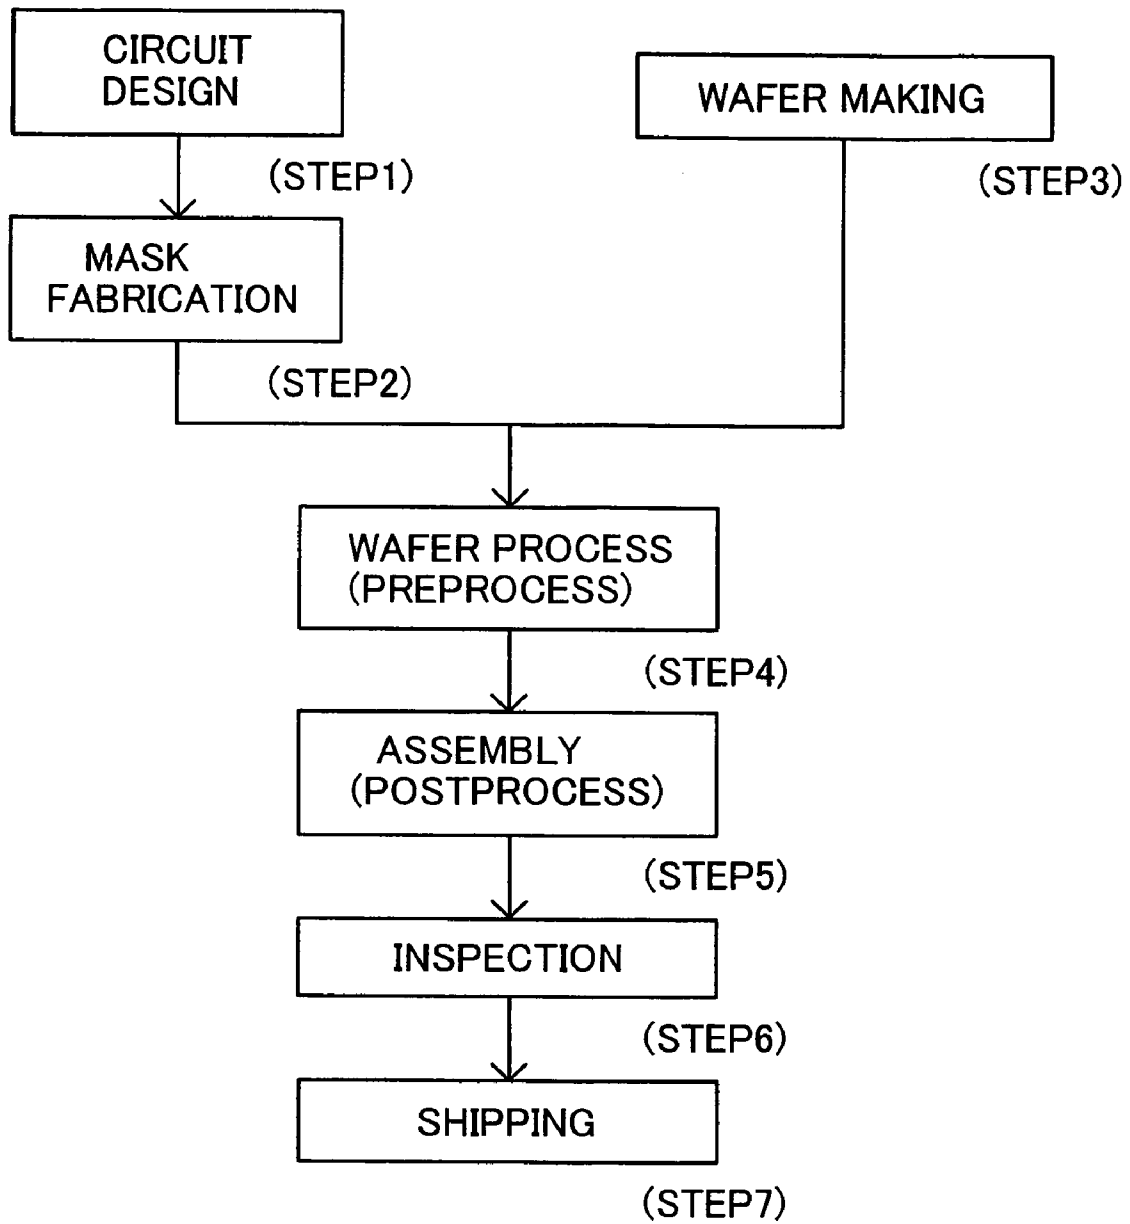 CIRCUIT
DESIGN
(STEP1)
MASK
FABRICATION
(STEP2)
WAFER MAKING
(STEP3)
WAFER PROCESS
(PREPROCESS)
(STEP4)
ASSEMBLY
(POSTPROCESS)
(STEP5)
INSPECTION
(STEP6)
SHIPPING
(STEP7)